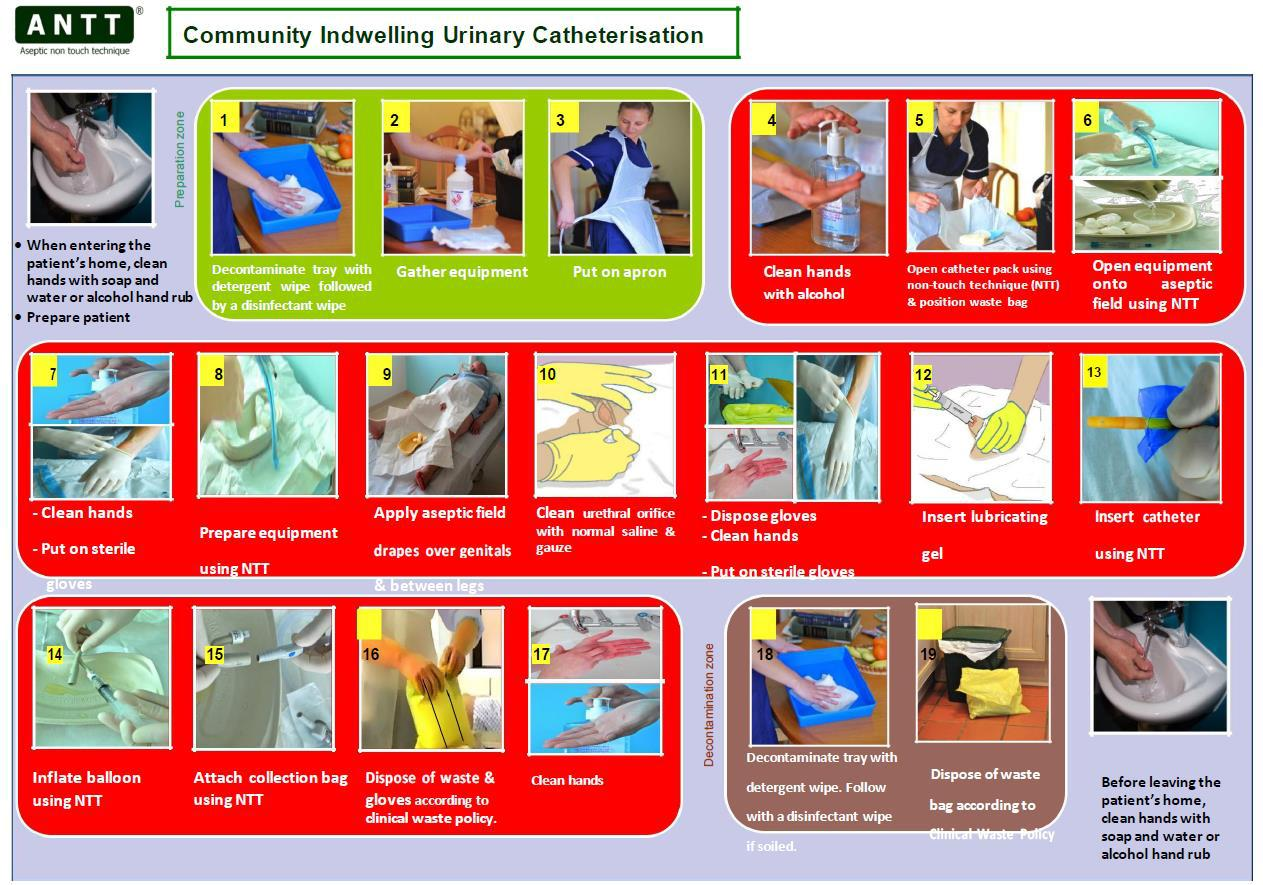 ANTT®
Aseptic non touch technique
Community Indwelling Urinary Catheterisation
• When entering the
patient's home, clean
hands with soap and
water or alcohol hand rub
• Prepare patient
Preparation zone
1
Decontaminate tray with
detergent wipe followed
by a disinfectant wipe
2
Gather equipment
3
Put on apron
4
Clean hands
with alcohol
5
Open catheter pack using
non-touch technique (NTT)
& position waste bag
6
Open equipment
onto aseptic
field using NTT
7
- Clean hands
- Put on sterile
gloves
8
Prepare equipment
using NTT
9
Apply aseptic field
drapes over genitals
& between legs
10
Clean urethral orifice
with normal saline &
gauze
11
- Dispose gloves
- Clean hands
- Put on sterile gloves
12
Insert lubricating
gel
13
Insert catheter
using NTT
14
Inflate balloon
using NTT
15
Attach collection bag
using NTT
16
Dispose of waste &
gloves according to
clinical waste policy.
17
Clean hands
Decontamination zone
18
Decontaminate tray with
detergent wipe. Follow
with a disinfectant wipe
if soiled.
19
Dispose of waste
bag according to
Clinical Waste Policy
Before leaving the
patient's home,
clean hands with
soap and water or
alcohol hand rub